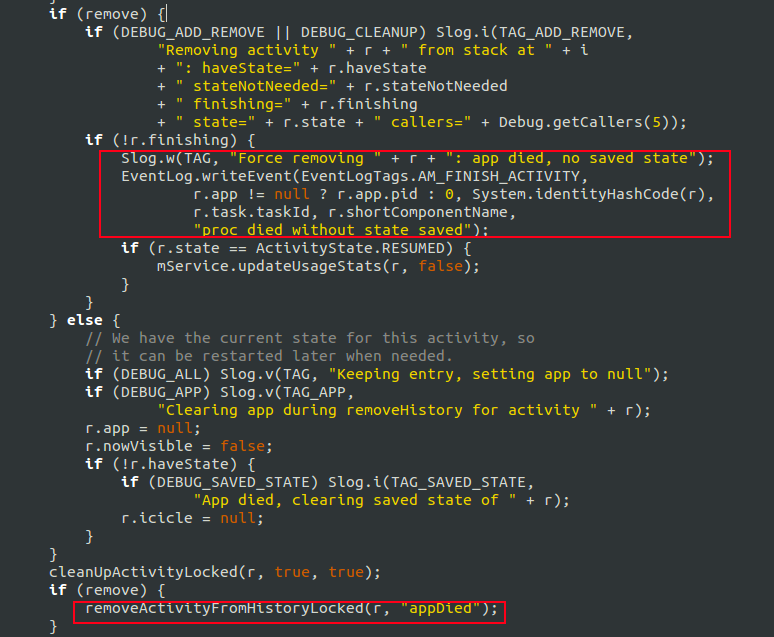 if (remove) {
if (DEBUG_ADD_REMOVE || DEBUG_CLEANUP) Slog.i(TAG_ADD_REMOVE,
"Removing activity " + r + " from stack at " + i
+ ": haveState=" + r.haveState
+ " stateNotNeeded=" + r.stateNotNeeded
+ " finishing=" + r.finishing
+ " state=" + r.state + " callers=" + Debug.getCallers(5));
if (!r.finishing) {
Slog.w(TAG, "Force removing " + r + ": app died, no saved state");
EventLog.writeEvent(EventLogTags.AM_FINISH_ACTIVITY,
r.app != null ? r.app.pid : 0, System.identityHashCode(r),
r.task.taskId, r.shortComponentName,
"proc died without state saved");
if (r.state == ActivityState.RESUMED) {
mService.updateUsageStats(r, false);
}
}
} else {
// We have the current state for this activity, so
// it can be restarted later when needed.
if (DEBUG_ALL) Slog.v(TAG, "Keeping entry, setting app to null");
if (DEBUG_APP) Slog.v(TAG_APP,
"Clearing app during removeHistory for activity " + r);
r.app = null;
r.nowVisible = false;
if (!r.haveState) {
if (DEBUG_SAVED_STATE) Slog.i(TAG_SAVED_STATE,
"App died, clearing saved state of " + r);
r.icicle = null;
}
}
cleanUpActivityLocked(r, true, true);
if (remove) {
removeActivityFromHistoryLocked(r, "appDied");
}